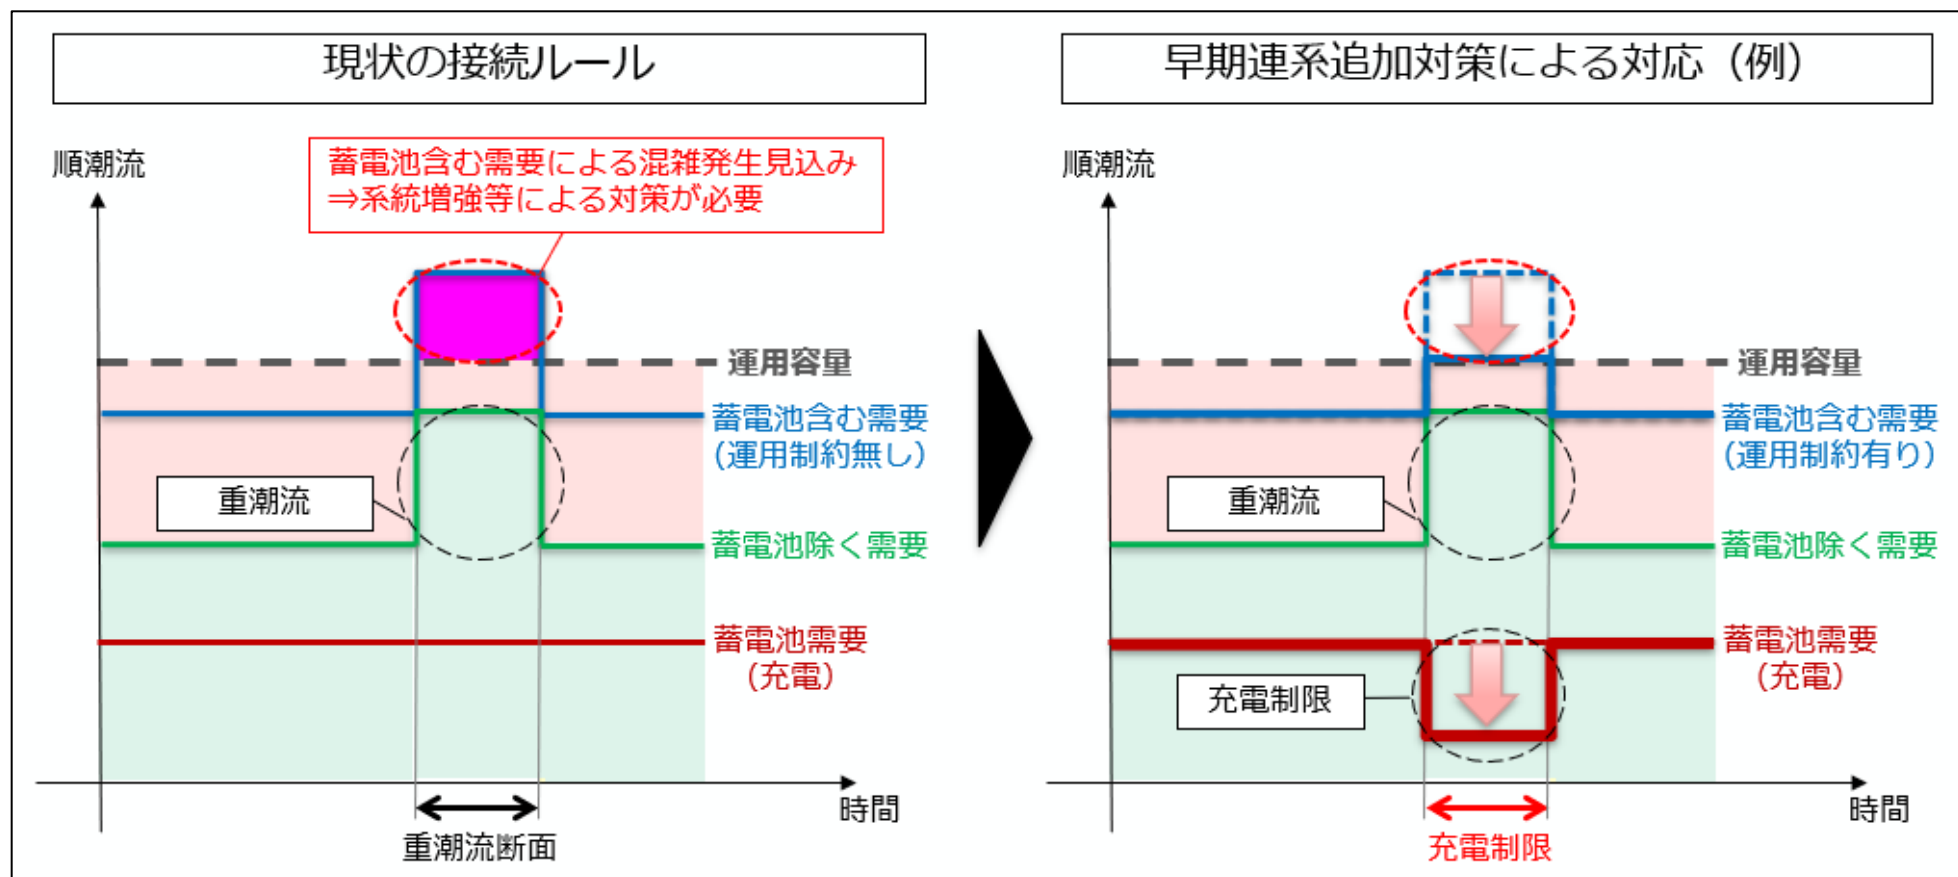 現状の接続ルール
順潮流
蓄電池含む需要による混雑発生見込み
⇒系統増強等による対策が必要
運用容量
蓄電池含む需要
(運用制約無し)
重潮流
蓄電池除く需要
蓄電池需要
(充電)
時間
重潮流断面
早期連系追加対策による対応（例）
順潮流
運用容量
蓄電池含む需要
(運用制約有り)
重潮流
蓄電池除く需要
蓄電池需要
(充電)
充電制限
時間
充電制限